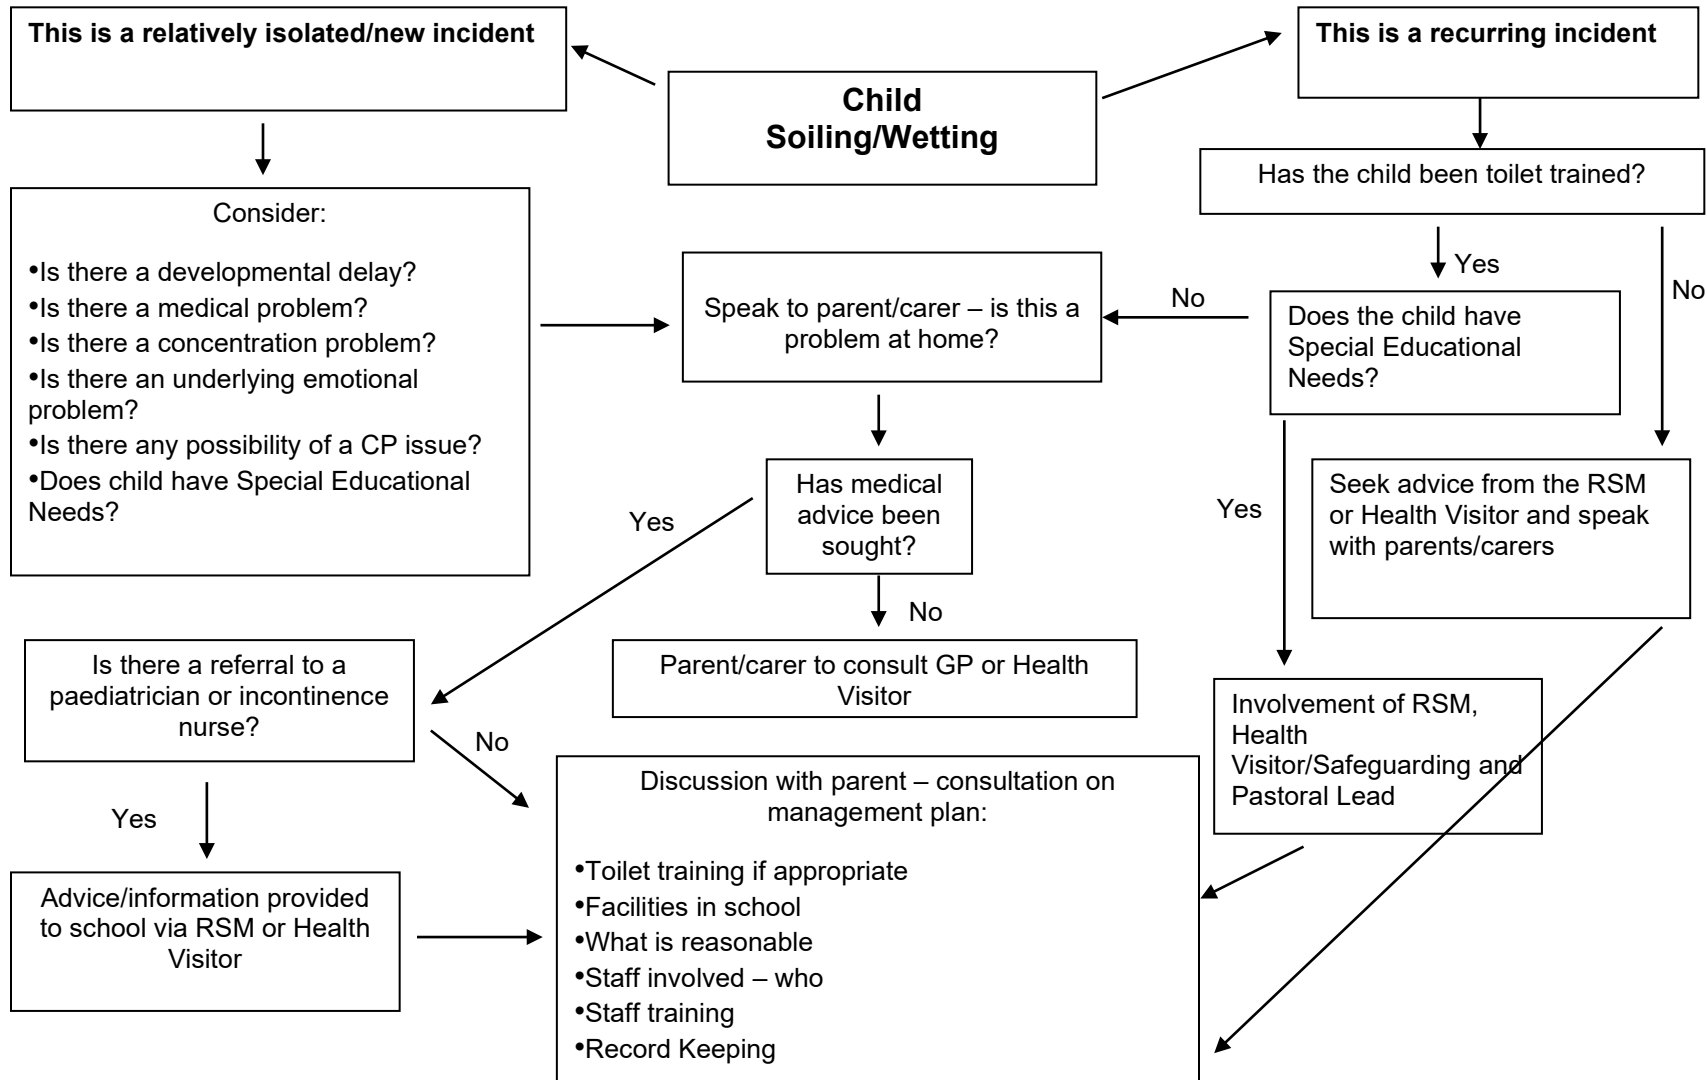 This is a relatively isolated/new incident
This is a recurring incident
Child
Soiling/Wetting
Has the child been toilet trained?
Consider:
•Is there a developmental delay?
•Is there a medical problem?
•Is there a concentration problem?
•Is there an underlying emotional
problem?
•Is there any possibility of a CP issue?
•Does child have Special Educational
Needs?
Speak to parent/carer – is this a
problem at home?
No
Yes
No
Does the child have
Special Educational
Needs?
Has medical
advice been
sought?
Yes
Yes
Seek advice from the RSM
or Health Visitor and speak
with parents/carers
No
Is there a referral to a
paediatrician or incontinence
nurse?
Parent/carer to consult GP or Health
Visitor
Involvement of RSM,
Health
Visitor/Safeguarding and
Pastoral Lead
No
Yes
Discussion with parent – consultation on
management plan:
•Toilet training if appropriate
•Facilities in school
•What is reasonable
•Staff involved – who
•Staff training
•Record Keeping
Advice/information provided
to school via RSM or Health
Visitor